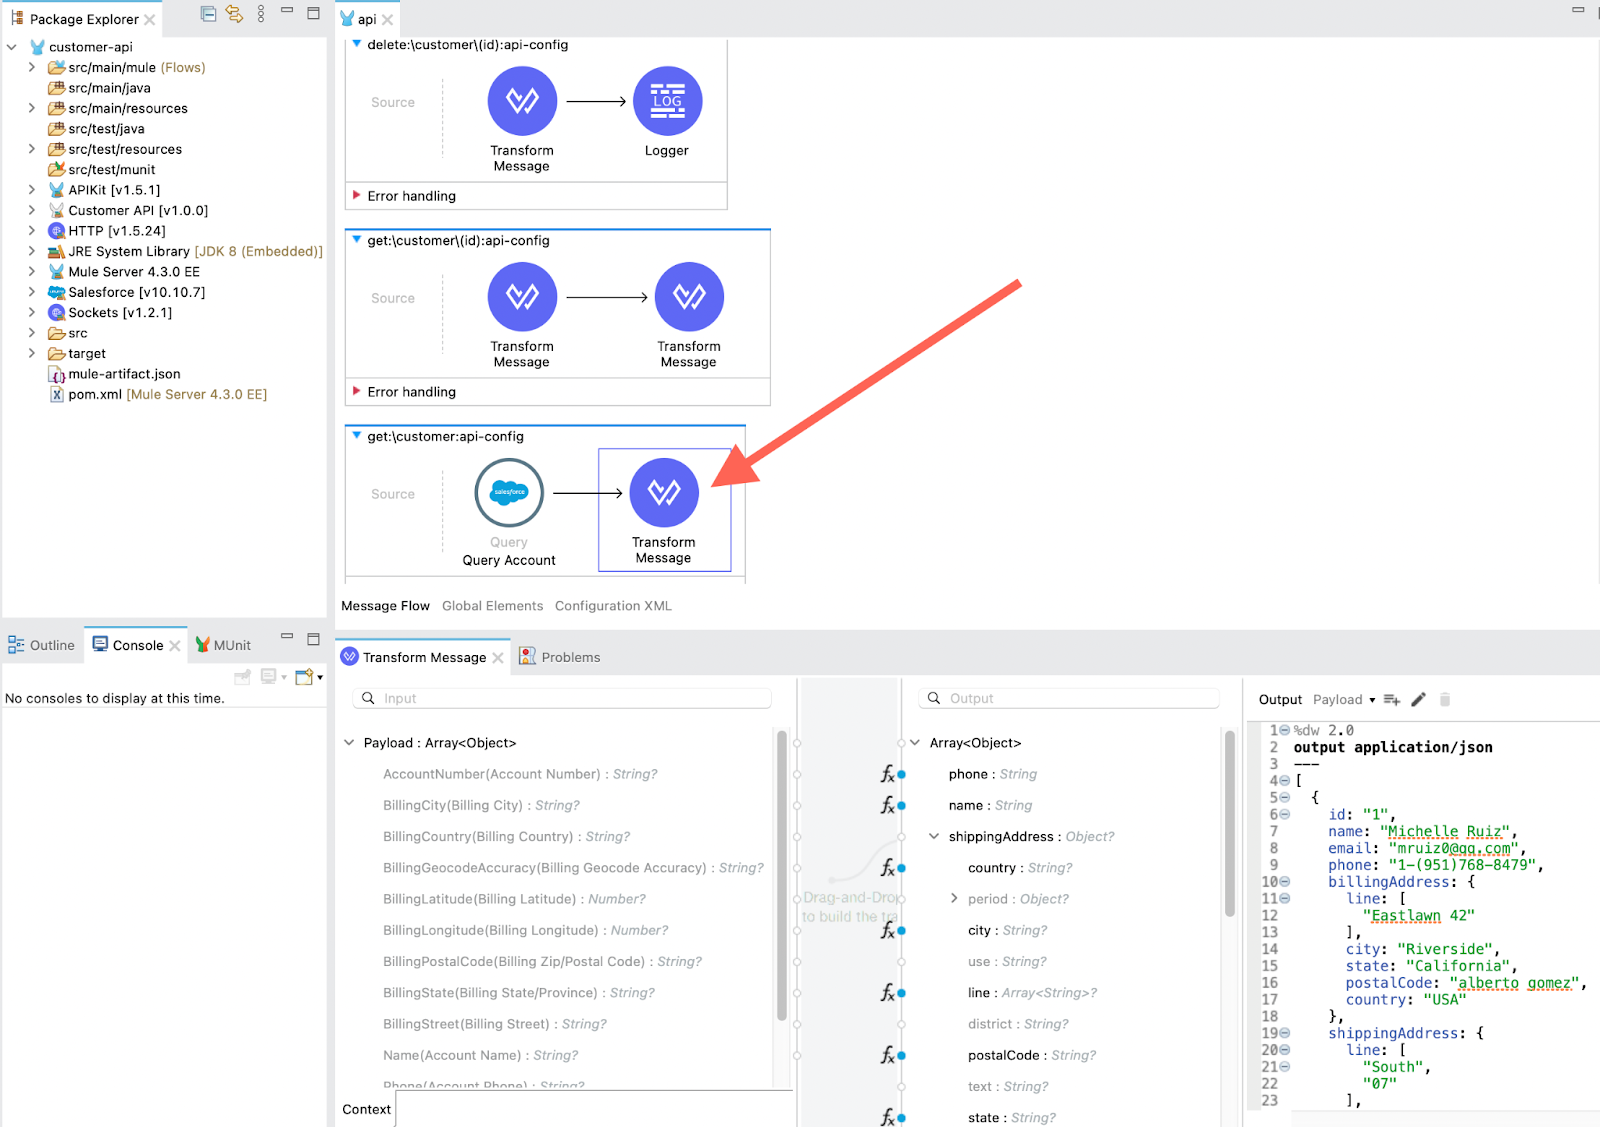 Package Explorer
customer-api
src/main/mule (Flows)
src/main/java
src/main/resources
src/test/java
src/test/resources
src/test/munit
APIKit [v1.5.1]
Customer API [v1.0.0]
HTTP [v1.5.24]
JRE System Library [JDK 8 (Embedded)]
Mule Server 4.3.0 EE
Salesforce [v10.10.7]
Sockets [v1.2.1]
src
target
mule-artifact.json
pom.xml [Mule Server 4.3.0 EE]
api
delete:\customer\(id):api-config
Source
LOG
Transform
Message
Logger
Error handling
get:\customer\(id):api-config
Source
Transform
Message
Transform
Message
Error handling
get:\customer:api-config
Source
salesforce
Query
Query Account
Transform
Message
Message Flow Global Elements Configuration XML
Outline Console MUnit
No consoles to display at this time.
Transform Message Problems
Input
Payload : Array<Object>
AccountNumber(Account Number) : String?
BillingCity(Billing City) : String?
BillingCountry(Billing Country) : String?
BillingGeocodeAccuracy(Billing Geocode Accuracy) : String?
BillingLatitude(Billing Latitude) : Number?
BillingLongitude(Billing Longitude) : Number?
BillingPostalCode(Billing Zip/Postal Code) : String?
BillingState(Billing State/Province) : String?
BillingStreet(Billing Street) : String?
Name(Account Name) : String?
Phone(Account Phone) : String?
Context
Drag-and-Drop
to build the tra
fx
fx
fx
fx
fx
fx
fx
Output
Array<Object>
phone : String
name : String
shippingAddress : Object?
country : String?
period : Object?
city : String?
use : String?
line : Array<String>?
district : String?
postalCode : String?
text : String?
state : String?
Output Payload
1 %dw 2.0
2 output application/json
3 ---
4 [
5 {
6 id: "1",
7 name: "Michelle Ruiz",
8 email: "mruiz0@qq.com",
9 phone: "1-(951)768-8479",
10 billingAddress: {
11 line: [
12 "Eastlawn 42"
13 ],
14 city: "Riverside",
15 state: "California",
16 postalCode: "alberto gomez",
17 country: "USA"
18 },
19 shippingAddress: {
20 line: [
21 "South",
22 "07"
23 ],